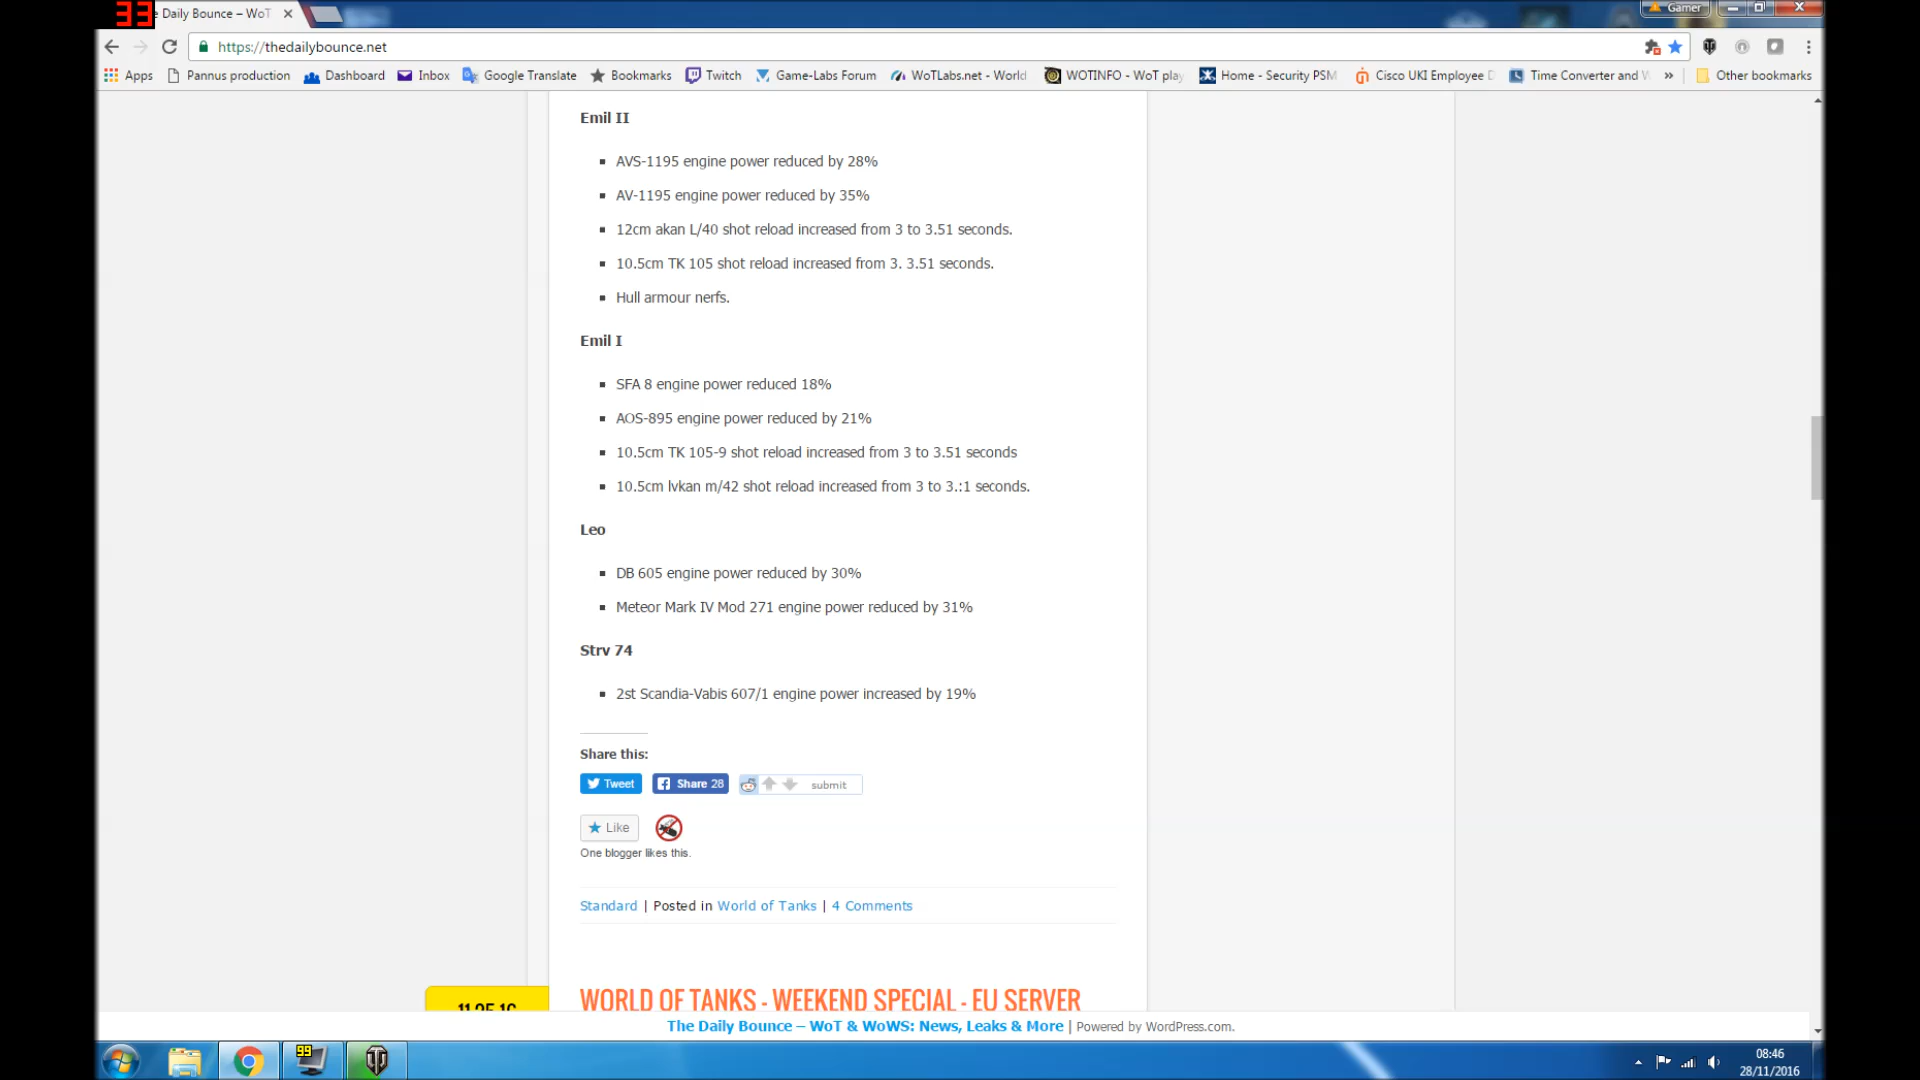 33
The Daily Bounce – WoT
Gamer
https://thedailybounce.net
Apps
Pannus production
Dashboard
Inbox
Google Translate
Bookmarks
Twitch
Game-Labs Forum
WoTLabs.net - World
WOTINFO - WoT play
Home - Security PSM
Cisco UKI Employee D
Time Converter and W
»
Other bookmarks
Emil II
AVS-1195 engine power reduced by 28%
AV-1195 engine power reduced by 35%
12cm akan L/40 shot reload increased from 3 to 3.51 seconds.
10.5cm TK 105 shot reload increased from 3. 3.51 seconds.
Hull armour nerfs.
Emil I
SFA 8 engine power reduced 18%
AOS-895 engine power reduced by 21%
10.5cm TK 105-9 shot reload increased from 3 to 3.51 seconds
10.5cm lvkan m/42 shot reload increased from 3 to 3.:1 seconds.
Leo
DB 605 engine power reduced by 30%
Meteor Mark IV Mod 271 engine power reduced by 31%
Strv 74
2st Scandia-Vabis 607/1 engine power increased by 19%
Share this:
Tweet
Share 28
submit
Like
One blogger likes this.
Standard | Posted in World of Tanks | 4 Comments
11.25.16
WORLD OF TANKS - WEEKEND SPECIAL - EU SERVER
The Daily Bounce – WoT & WoWS: News, Leaks & More | Powered by WordPress.com.
99
08:46
28/11/2016